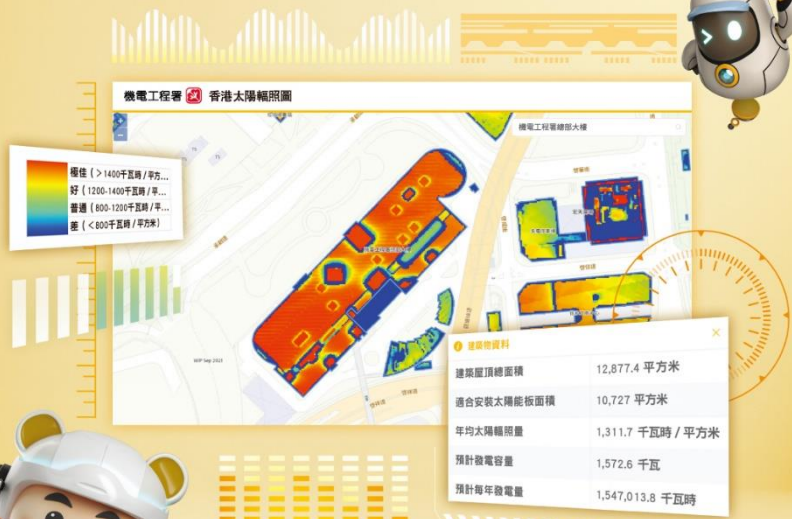 機電工程署 香港太陽輻照圖
機電工程署總部大樓
極佳 ( >1400千瓦時 / 平方...
好 ( 1200-1400千瓦時 / 平...
普通 ( 800-1200千瓦時 / 平...
差 ( <800千瓦時 / 平方米 )
WIP Sep 2021
建築物資料
建築屋頂總面積 12,877.4 平方米
適合安裝太陽能板面積 10,727 平方米
年均太陽輻照量 1,311.7 千瓦時 / 平方米
預計發電容量 1,572.6 千瓦
預計每年發電量 1,547,013.8 千瓦時